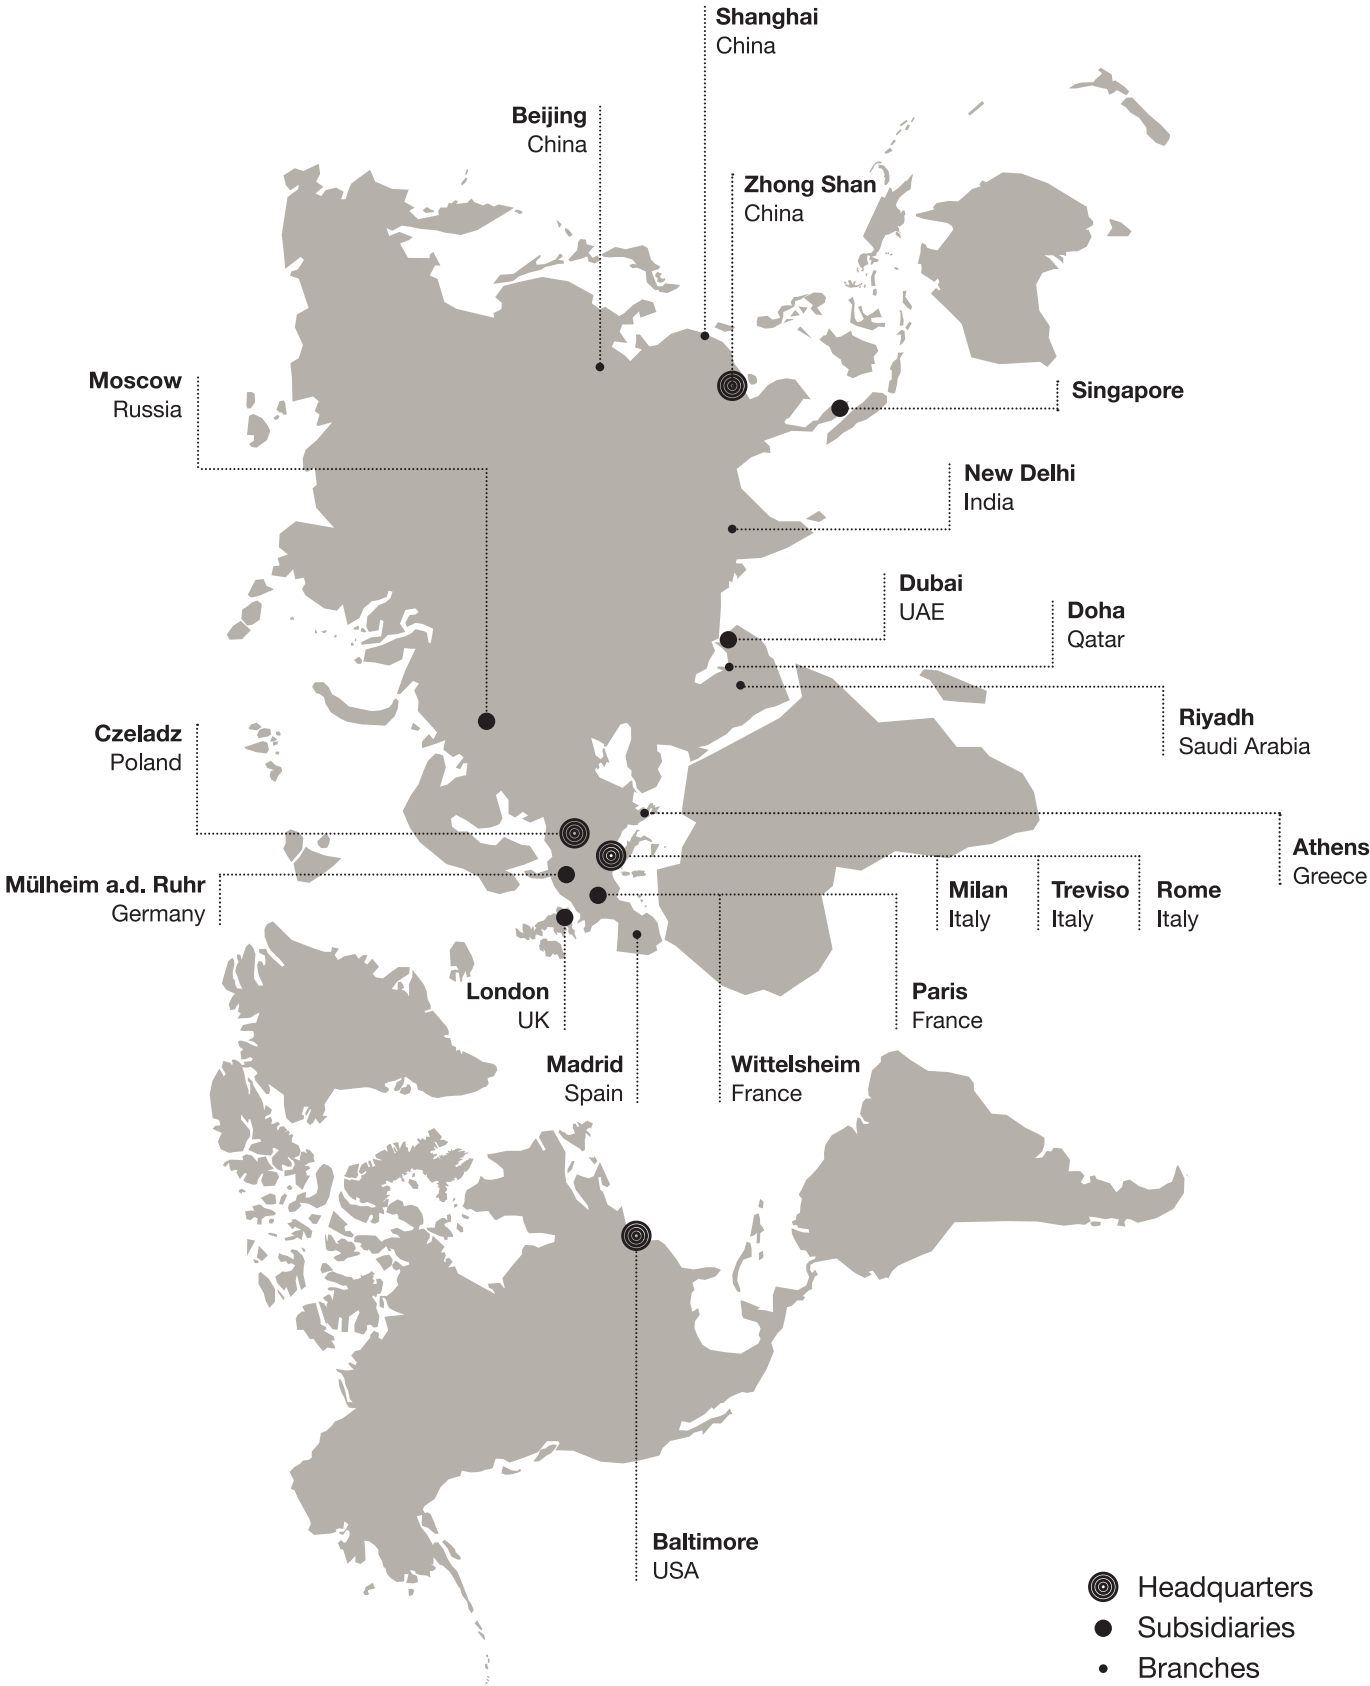 Shanghai
China
Beijing
China
Zhong Shan
China
Moscow
Russia
Singapore
New Delhi
India
Dubai
UAE
Doha
Qatar
Riyadh
Saudi Arabia
Czeladz
Poland
Athens
Greece
Mülheim a.d. Ruhr
Germany
Milan
Italy
Treviso
Italy
Rome
Italy
London
UK
Paris
France
Madrid
Spain
Wittelsheim
France
Baltimore
USA
Headquarters
Subsidiaries
Branches